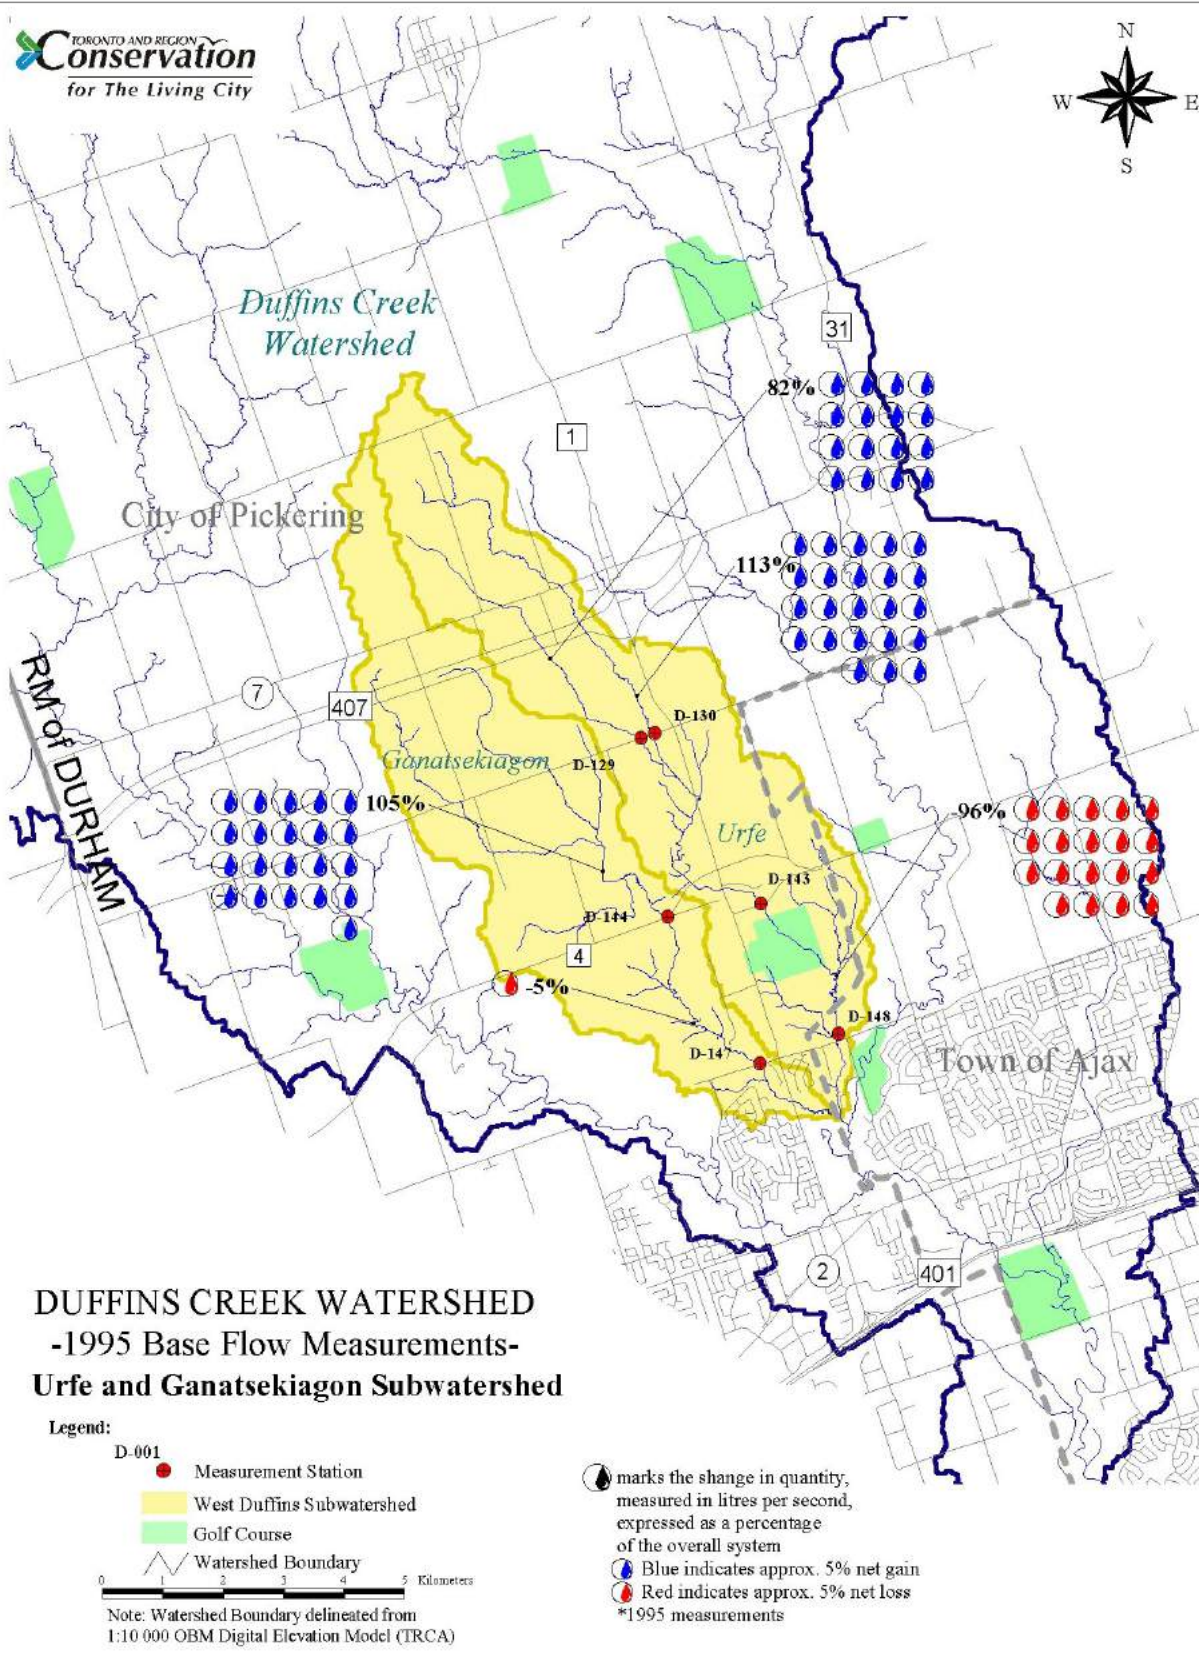 TORONTO AND REGION
Conservation
for The Living City
N
W
E
S
Duffins Creek
Watershed
31
82%
1
City of Pickering
113%
RM of DURHAM
7
407
D-130
Ganatsekiagon
D-129
105%
-96%
Urfe
D-143
D-144
4
-5%
D-148
D-147
Town of Ajax
2
401
DUFFINS CREEK WATERSHED
-1995 Base Flow Measurements-
Urfe and Ganatsekiagon Subwatershed
Legend:
D-001
Measurement Station
West Duffins Subwatershed
Golf Course
Watershed Boundary
0 1 2 3 4 5 Kilometers
Note: Watershed Boundary delineated from
1:10 000 OBM Digital Elevation Model (TRCA)
marks the shange in quantity,
measured in litres per second,
expressed as a percentage
of the overall system
Blue indicates approx. 5% net gain
Red indicates approx. 5% net loss
*1995 measurements